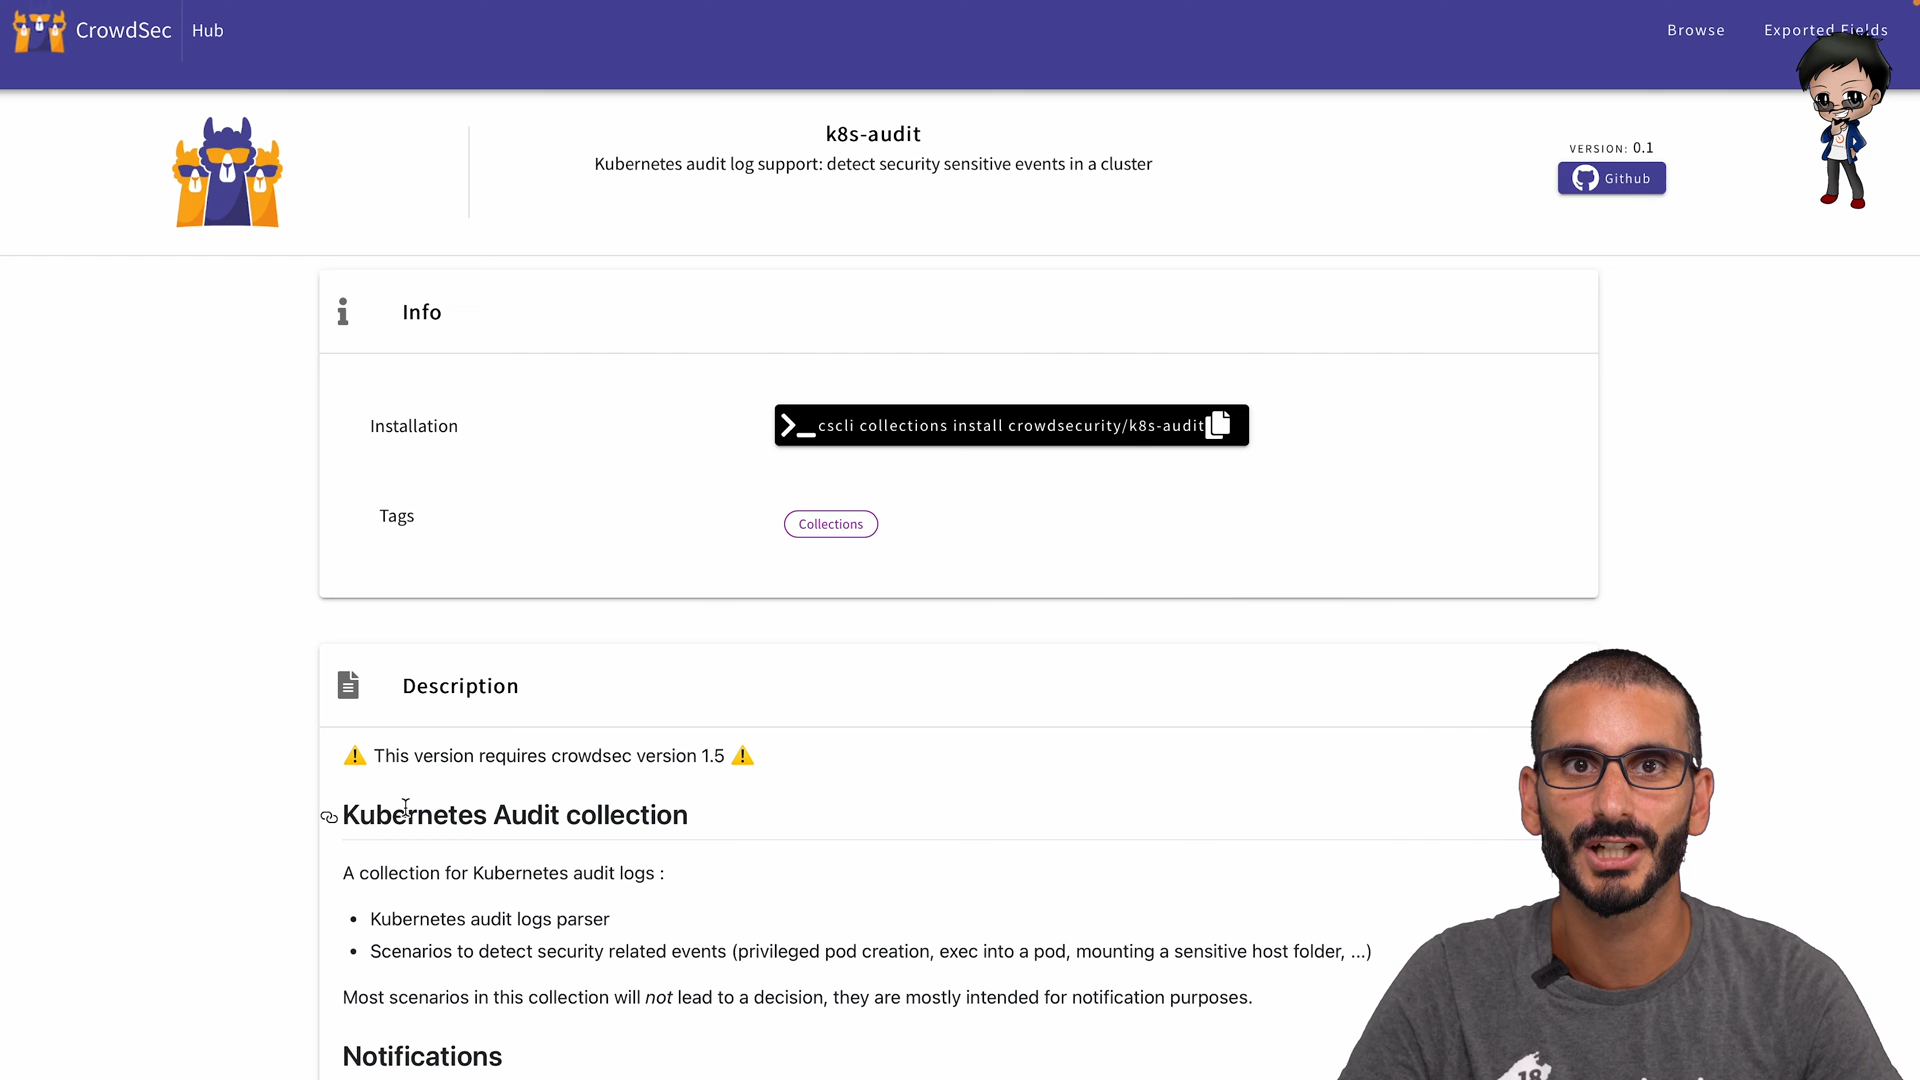 CrowdSec
Hub
Browse
Exported Fields
k8s-audit
Kubernetes audit log support: detect security sensitive events in a cluster
VERSION: 0.1
Github
Info
Installation
cscli collections install crowdsecurity/k8s-audit
Tags
Collections
Description
⚠️ This version requires crowdsec version 1.5 ⚠️
Kubernetes Audit collection
A collection for Kubernetes audit logs :
• Kubernetes audit logs parser
• Scenarios to detect security related events (privileged pod creation, exec into a pod, mounting a sensitive host folder, ...)
Most scenarios in this collection will not lead to a decision, they are mostly intended for notification purposes.
Notifications
18